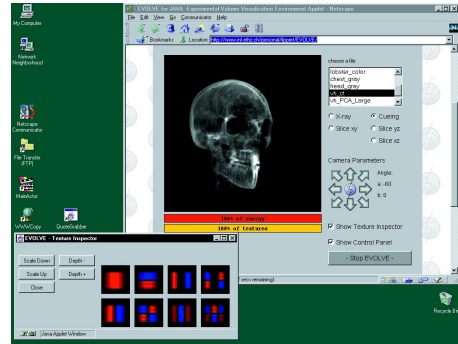 My Computer
Network
Neighborhood
Netscape
Communicator
File Transfer
(FTP)
MainActor
WWWCopy
QuoteGrabber
EVOLVE for JAVA - Experimental Volume Visualization Environment Applet - Netscape
File Edit View Go Communicator Help
Bookmarks
Location:
choose a file
lobster_color
chest_gray
head_gray
vh_ct
vh_PCA_Large
X-ray
Cueing
Slice xy
Slice yz
Slice xz
Camera Parameters
Angle:
a: -60
b: 0
100% of energy
100% of textures
Show Texture Inspector
Show Control Panel
- Stop EVOLVE -
secs remaining)
EVOLVE - Texture Inspector
Scale Down
Depth -
Scale Up
Depth +
Close
Java Applet Window
Recycle Bin